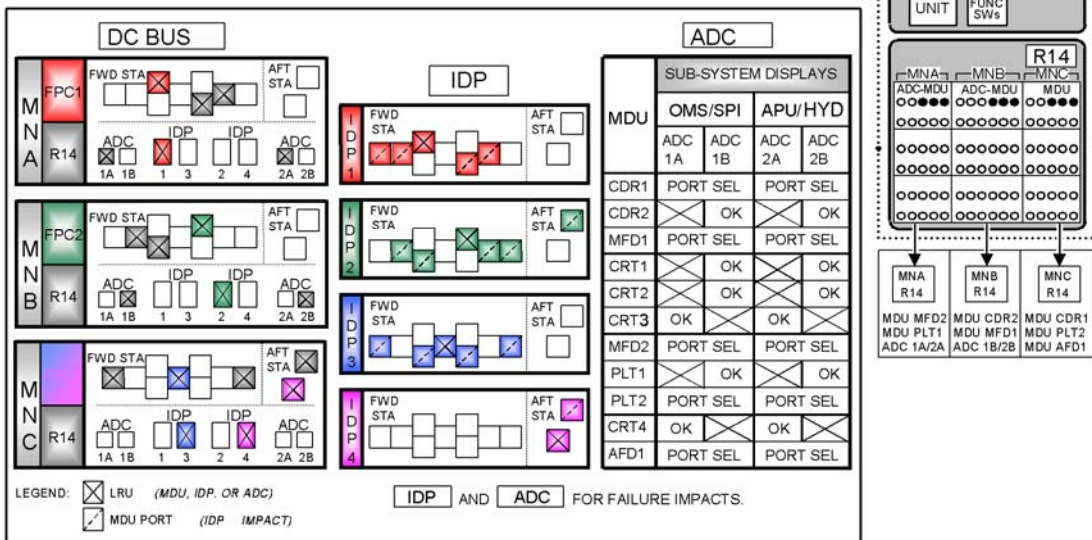 DC BUS
MNA
FPC1
R14
FWD STA
AFT STA
ADC
IDP
ADC
1A 1B 1 3 2 4 2A 2B
MNB
FPC2
R14
FWD STA
AFT STA
ADC
IDP
ADC
1A 1B 1 3 2 4 2A 2B
MNC
R14
FWD STA
AFT STA
ADC
IDP
ADC
1A 1B 1 3 2 4 2A 2B
IDP
IDP1
FWD STA
AFT STA
IDP2
FWD STA
AFT STA
IDP3
FWD STA
AFT STA
IDP4
FWD STA
AFT STA
ADC
MDU
SUB-SYSTEM DISPLAYS
OMS/SPI APU/HYD
ADC 1A ADC 1B ADC 2A ADC 2B
CDR1 PORT SEL PORT SEL
CDR2 OK OK
MFD1 PORT SEL PORT SEL
CRT1 OK OK
CRT2 OK OK
CRT3 OK OK
MFD2 PORT SEL PORT SEL
PLT1 OK OK
PLT2 PORT SEL PORT SEL
CRT4 OK OK
AFD1 PORT SEL PORT SEL
LEGEND: LRU (MDU, IDP. OR ADC)
MDU PORT (IDP IMPACT)
IDP AND ADC FOR FAILURE IMPACTS.
UNIT
FUNC
SWs
R14
MNA MNB MNC
ADC-MDU ADC-MDU MDU
MNA R14
MNB R14
MNC R14
MDU MFD2 MDU CDR2 MDU CDR1
MDU PLT1 MDU MFD1 MDU PLT2
ADC 1A/2A ADC 1B/2B MDU AFD1